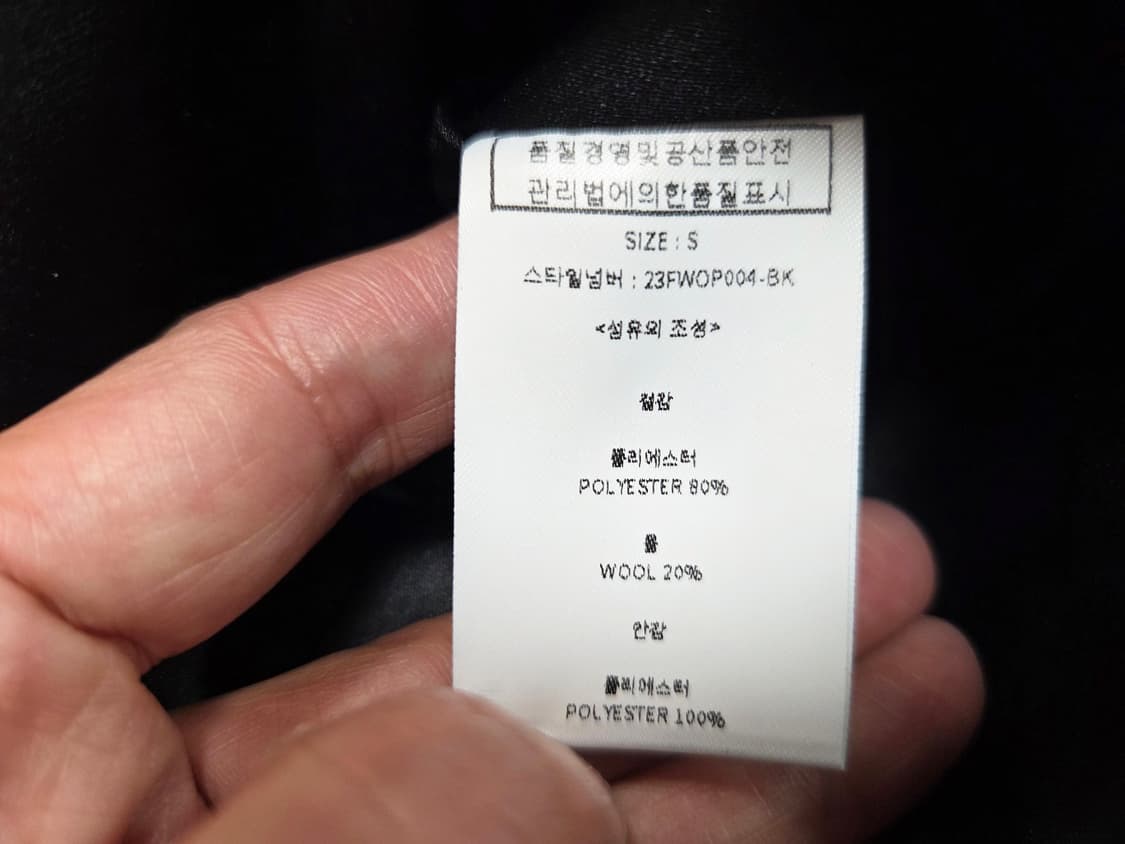 품질경영및공산품안전
관리법에의한품질표시
SIZE : S
스타일넘버 : 23FWOP004-BK
<섬유의 조성>
겉감
폴리에스터
POLYESTER 80%
울
WOOL 20%
안감
폴리에스터
POLYESTER 100%